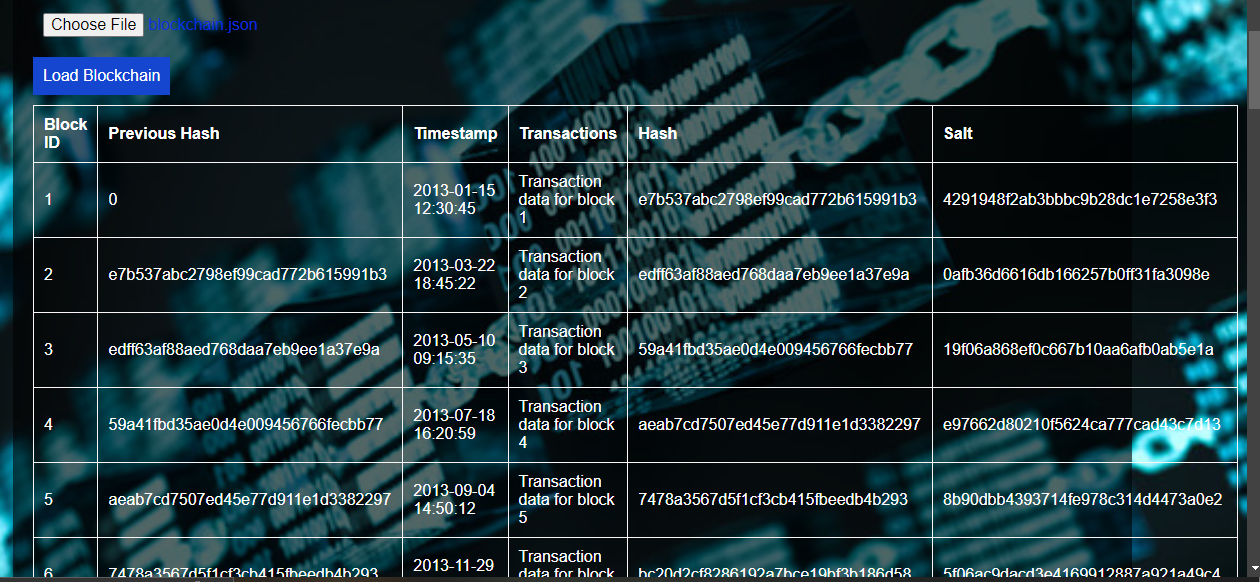 Choose File blockchain.json
Load Blockchain
Block ID Previous Hash Timestamp Transactions Hash Salt
1 0 2013-01-15 12:30:45 Transaction data for block 1 e7b537abc2798ef99cad772b615991b3 4291948f2ab3bbbc9b28dc1e7258e3f3
2 e7b537abc2798ef99cad772b615991b3 2013-03-22 18:45:22 Transaction data for block 2 edff63af88aed768daa7eb9ee1a37e9a 0afb36d6616db166257b0ff31fa3098e
3 edff63af88aed768daa7eb9ee1a37e9a 2013-05-10 09:15:35 Transaction data for block 3 59a41fbd35ae0d4e009456766fecbb77 19f06a868ef0c667b10aa6afb0ab5e1a
4 59a41fbd35ae0d4e009456766fecbb77 2013-07-18 16:20:59 Transaction data for block 4 aeab7cd7507ed45e77d911e1d3382297 e97662d80210f5624ca777cad43c7d13
5 aeab7cd7507ed45e77d911e1d3382297 2013-09-04 14:50:12 Transaction data for block 5 7478a3567d5f1cf3cb415fbeedb4b293 8b90dbb4393714fe978c314d4473a0e2
6 7478a3567d5f1cf3cb415fbeedb4b293 2013-11-29 Transaction data for block bc20d2cf8286192a7bce19bf3b186d58 5f06ac9dacd3e4169912887a921a49c4